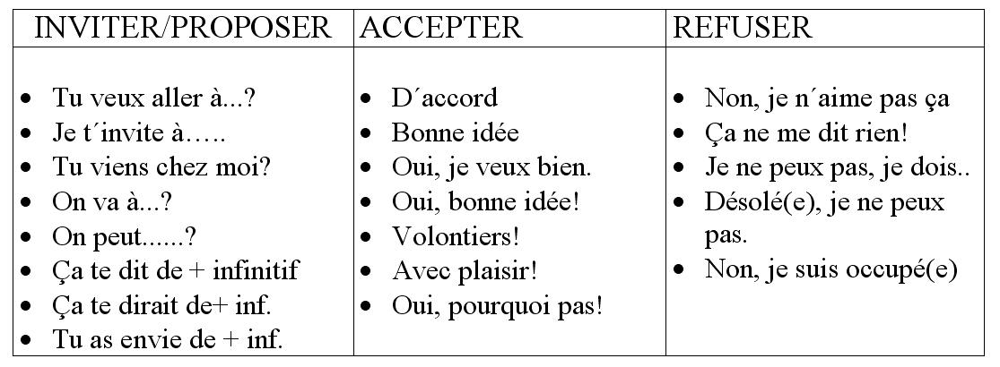 INVITER/PROPOSER
Tu veux aller à...?
Je t´invite à.....
Tu viens chez moi?
On va à...?
On peut......?
Ça te dit de + infinitif
Ça te dirait de+ inf.
Tu as envie de + inf.
ACCEPTER
D´accord
Bonne idée
Oui, je veux bien.
Oui, bonne idée!
Volontiers!
Avec plaisir!
Oui, pourquoi pas!
REFUSER
Non, je n´aime pas ça
Ça ne me dit rien!
Je ne peux pas, je dois..
Désolé(e), je ne peux
pas.
Non, je suis occupé(e)